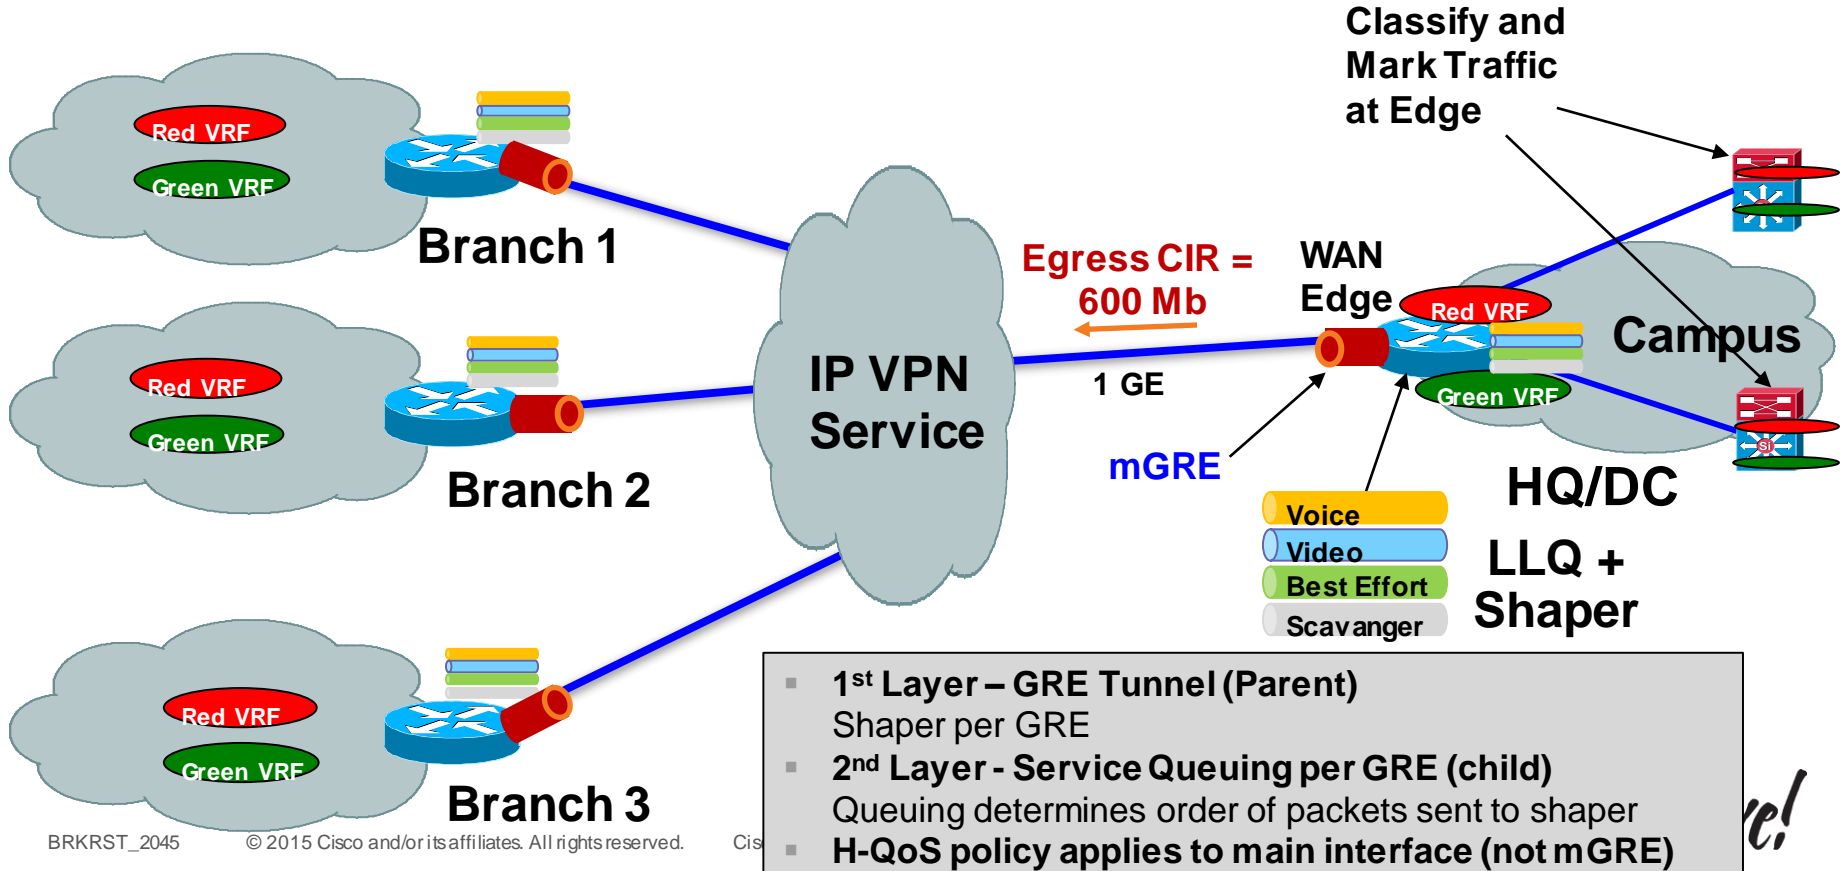 Classify and
Mark Traffic
at Edge
Red VRF
Green VRF
Branch 1
Egress CIR =
600 Mb
WAN
Edge
Red VRF
Campus
Green VRF
1 GE
IP VPN
Service
Red VRF
Green VRF
Branch 2
mGRE
HQ/DC
Voice
Video
Best Effort
Scavanger
LLQ +
Shaper
Red VRF
Green VRF
Branch 3
Si
▪ 1st Layer – GRE Tunnel (Parent)
Shaper per GRE
▪ 2nd Layer - Service Queuing per GRE (child)
Queuing determines order of packets sent to shaper
▪ H-QoS policy applies to main interface (not mGRE)
BRKRST_2045 © 2015 Cisco and/or its affiliates. All rights reserved.